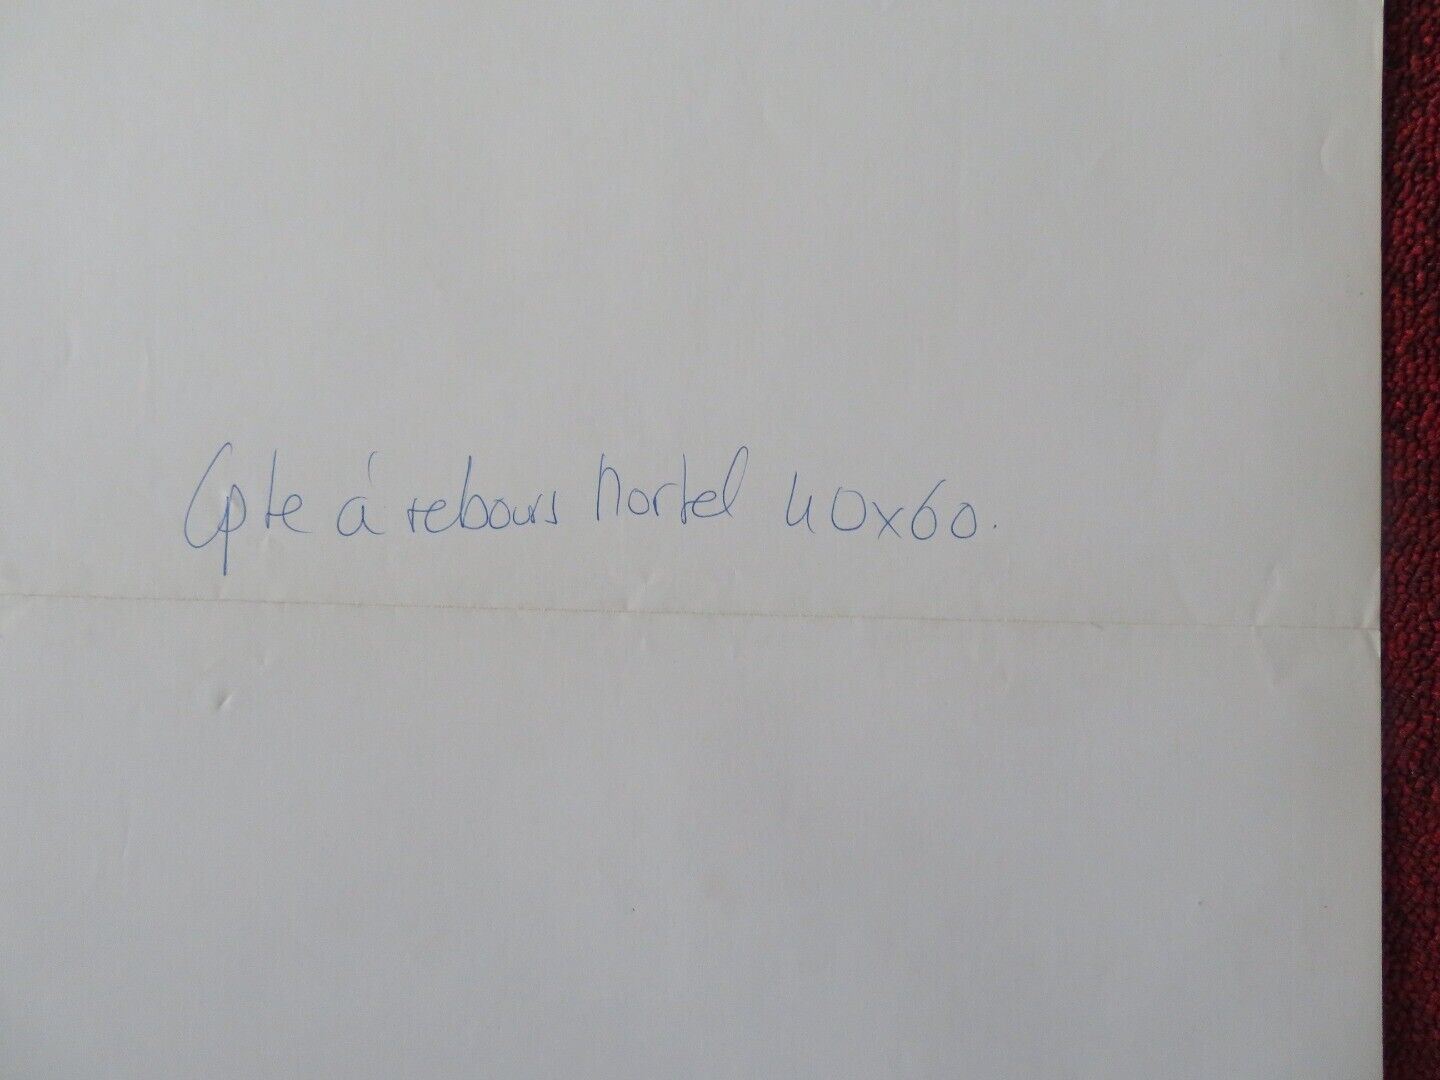 Cpte à rebours Mortel 40x60.